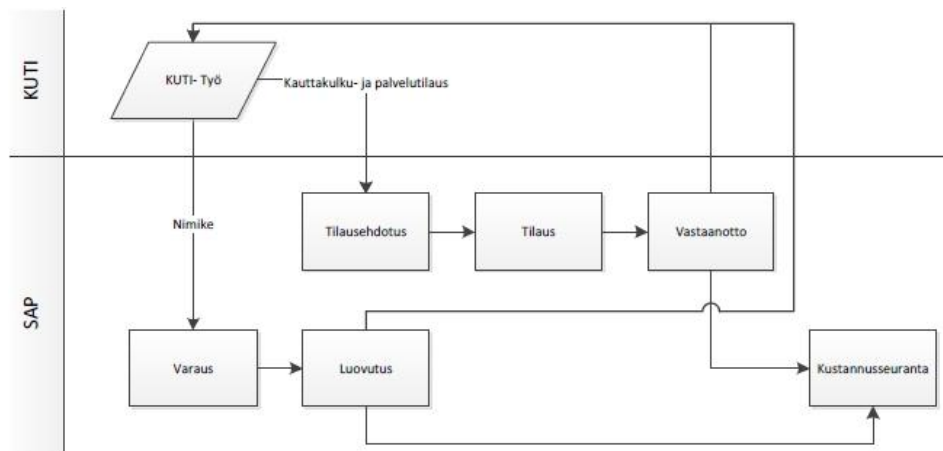 KUTI
KUTI- Työ
Kauttakulku- ja palvelutilaus
SAP
Nimike
Tilausehdotus
Tilaus
Vastaanotto
Varaus
Luovutus
Kustannusseuranta